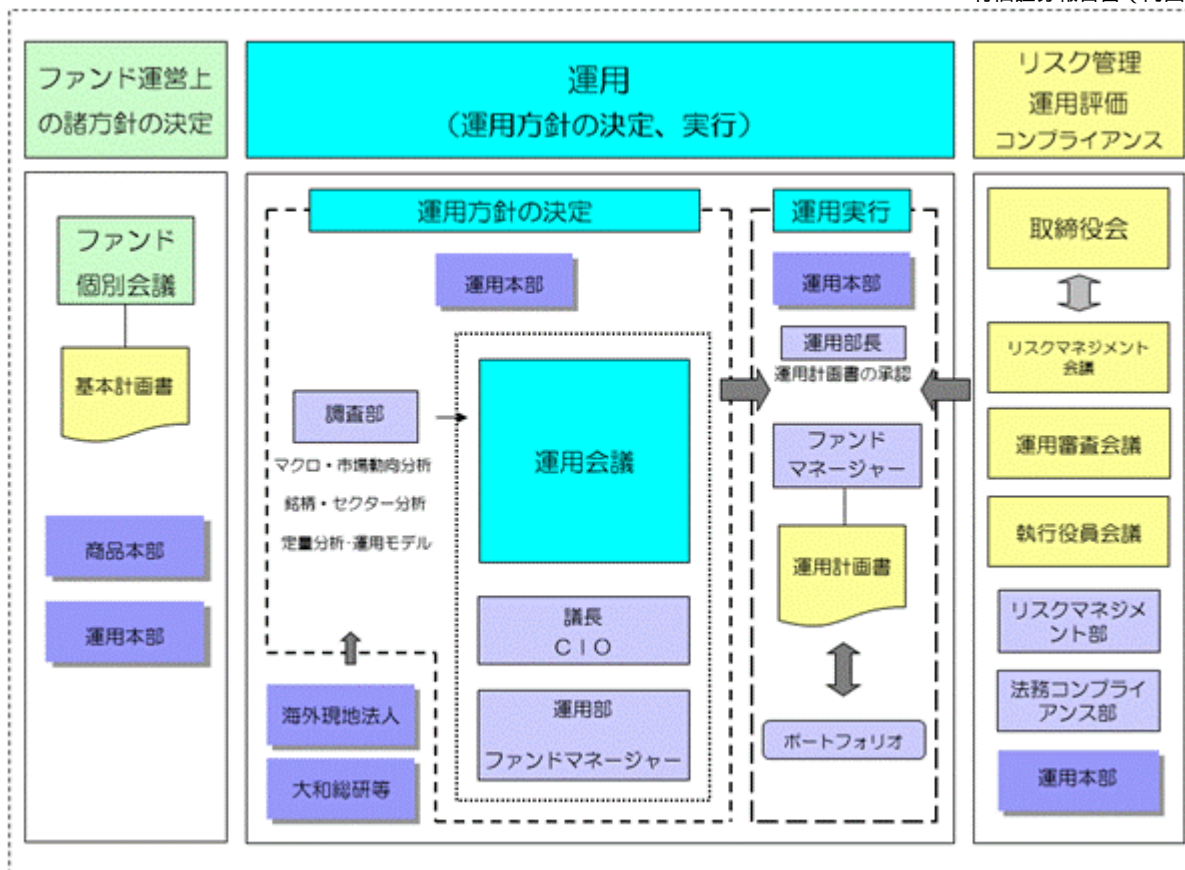 ファンド運営上
の諸方針の決定
運用
（運用方針の決定、実行）
リスク管理
運用評価
コンプライアンス
ファンド
個別会議
基本計画書
商品本部
運用本部
運用方針の決定
運用本部
調査部
マクロ・市場動向分析
銘柄・セクター分析
定量分析･運用モデル
海外現地法人
大和総研等
運用会議
議長
ＣＩＯ
運用部
ファンドマネージャー
運用実行
運用本部
運用部長
運用計画書の承認
ファンド
マネージャー
運用計画書
ポートフォリオ
取締役会
リスクマネジメント
会議
運用審査会議
執行役員会議
リスクマネジメ
ント部
法務コンプライ
アンス部
運用本部